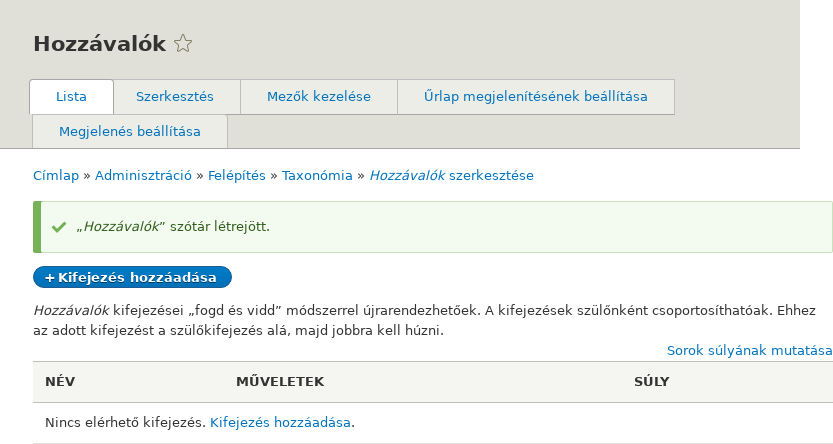 Hozzávalók
Lista
Szerkesztés
Mezők kezelése
Űrlap megjelenítésének beállítása
Megjelenés beállítása
Címlap » Adminisztráció » Felépítés » Taxonómia » Hozzávalók szerkesztése
„Hozzávalók” szótár létrejött.
+ Kifejezés hozzáadása
Hozzávalók kifejezései „fogd és vidd” módszerrel újrarendezhetőek. A kifejezések szülőnként csoportosíthatóak. Ehhez
az adott kifejezést a szülőkifejezés alá, majd jobbra kell húzni.
Sorok súlyának mutatása
NÉV MŰVELETEK SÚLY
Nincs elérhető kifejezés. Kifejezés hozzáadása.